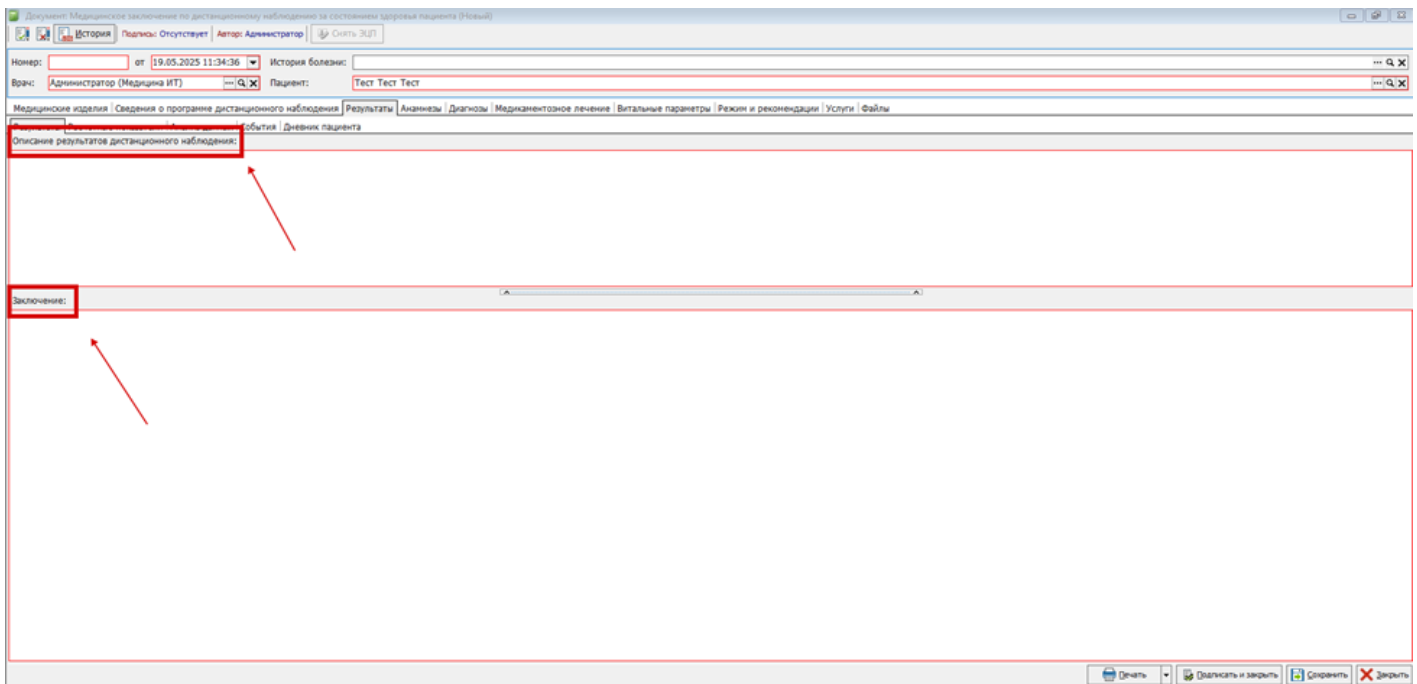 Документ: Медицинское заключение по дистанционному наблюдению за состоянием здоровья пациента (Новый)
История Подпись: Отсутствует Автор: Администратор Снять ЭЦП
Номер: от 19.05.2025 11:34:36 История болезни:
Врач: Администратор (Медицина ИТ) Пациент: Тест Тест Тест
Медицинские изделия Сведения о программе дистанционного наблюдения Результаты Анамнезы Диагнозы Медикаментозное лечение Витальные параметры Режим и рекомендации Услуги Файлы
События Дневник пациента
Описание результатов дистанционного наблюдения:
Заключение:
Печать Подписать и закрыть Сохранить Закрыть